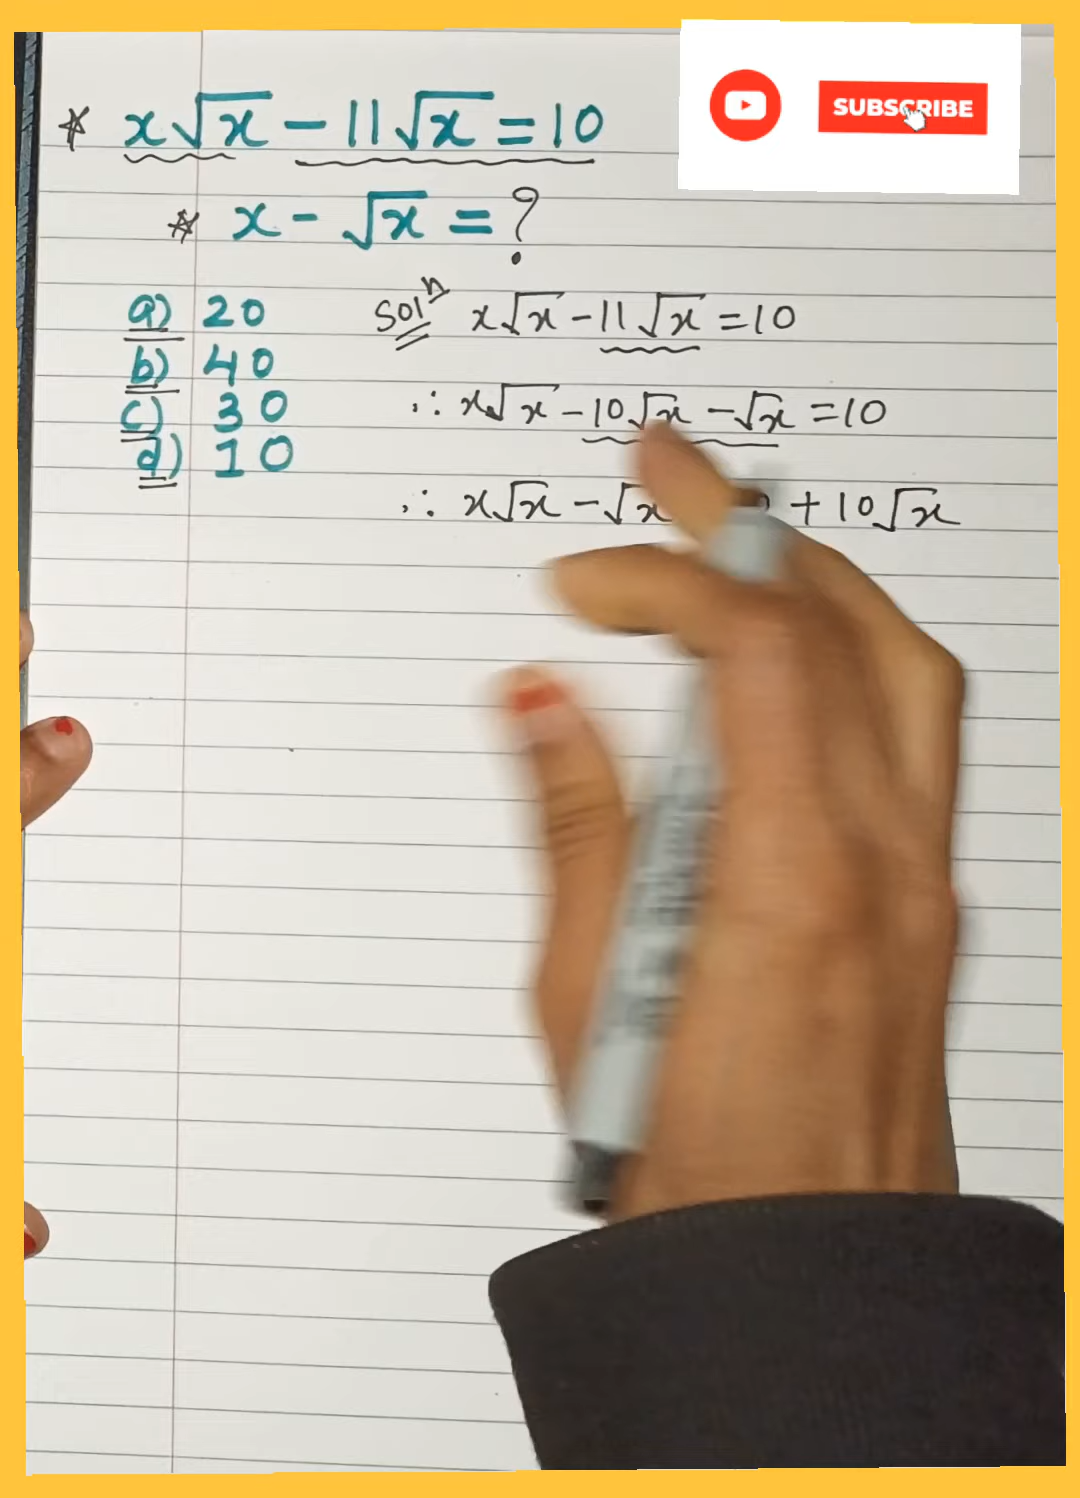 * x√x - 11√x = 10
* x - √x = ?
a) 20
b) 40
c) 30
d) 10
Solⁿ x√x - 11√x = 10
∴ x√x - 10√x - √x = 10
∴ x√x - √x + 10√x
SUBSCRIBE